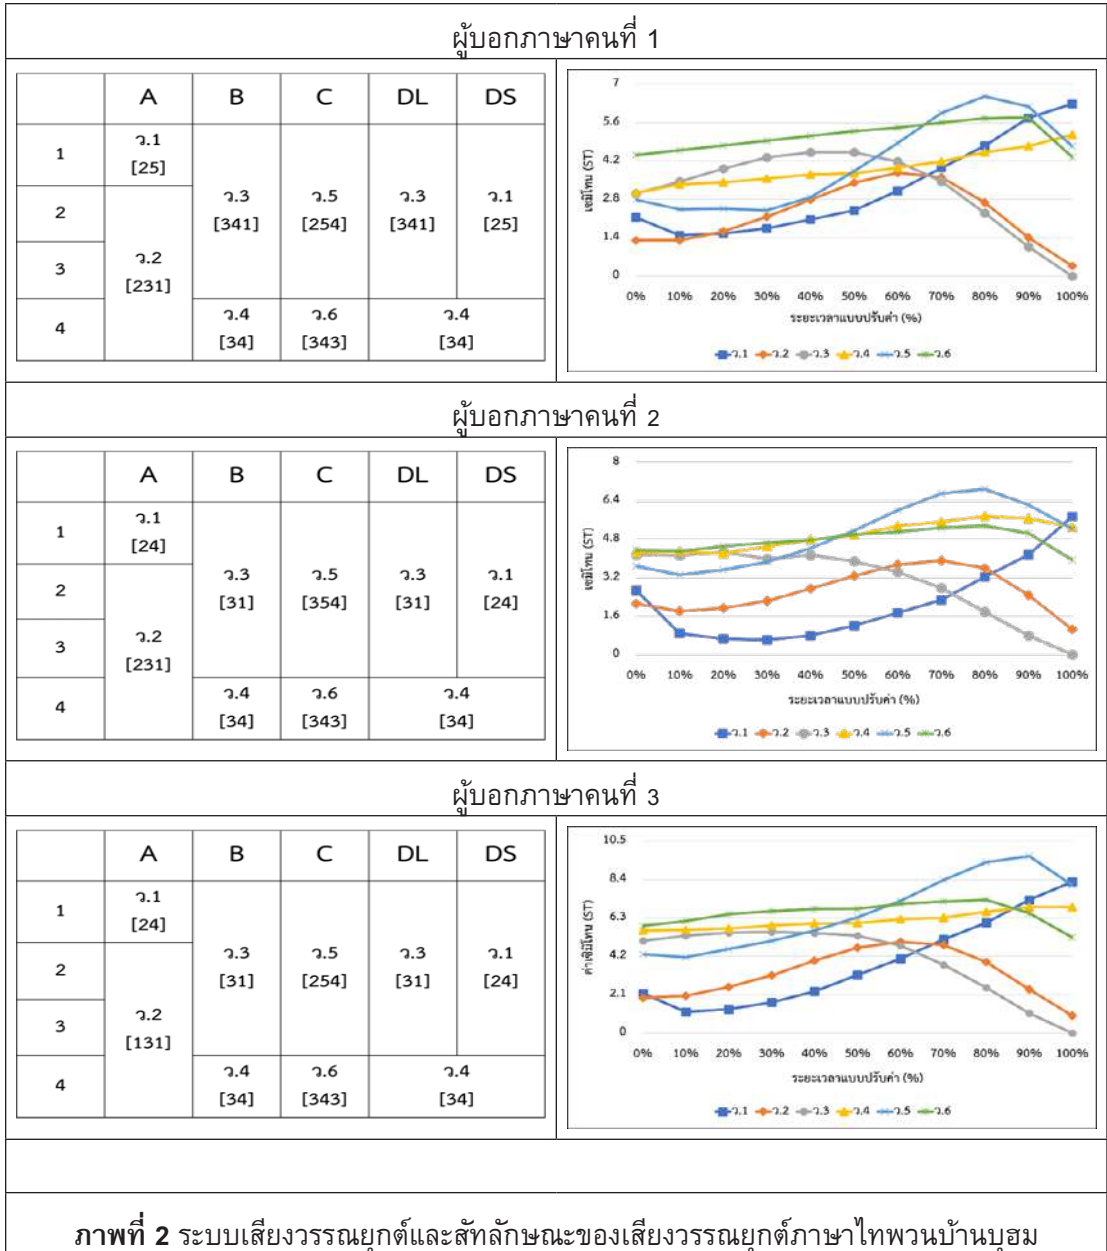 ผู้บอกภาษาคนที่ 1
A B C DL DS
1 ว.1
[25]
2 ว.3 ว.5 ว.3 ว.1
[341] [254] [341] [25]
3 ว.2
[231]
4 ว.4 ว.6 ว.4
[34] [343] [34]
เซมิโทน (ST)
7
5.6
4.2
2.8
1.4
0
0% 10% 20% 30% 40% 50% 60% 70% 80% 90% 100%
ระยะเวลาแบบปรับค่า (%)
ว.1 ว.2 ว.3 ว.4 ว.5 ว.6
ผู้บอกภาษาคนที่ 2
A B C DL DS
1 ว.1
[24]
2 ว.3 ว.5 ว.3 ว.1
[31] [354] [31] [24]
3 ว.2
[231]
4 ว.4 ว.6 ว.4
[34] [343] [34]
เซมิโทน (ST)
8
6.4
4.8
3.2
1.6
0
0% 10% 20% 30% 40% 50% 60% 70% 80% 90% 100%
ระยะเวลาแบบปรับค่า (%)
ว.1 ว.2 ว.3 ว.4 ว.5 ว.6
ผู้บอกภาษาคนที่ 3
A B C DL DS
1 ว.1
[24]
2 ว.3 ว.5 ว.3 ว.1
[31] [254] [31] [24]
3 ว.2
[131]
4 ว.4 ว.6 ว.4
[34] [343] [34]
ค่าเซิมิโทน (ST)
10.5
8.4
6.3
4.2
2.1
0
0% 10% 20% 30% 40% 50% 60% 70% 80% 90% 100%
ระยะเวลาแบบปรับค่า (%)
ว.1 ว.2 ว.3 ว.4 ว.5 ว.6
ภาพที่ 2 ระบบเสียงวรรณยุกต์และสัทลักษณะของเสียงวรรณยุกต์ภาษาไทพวนบ้านบุฮม